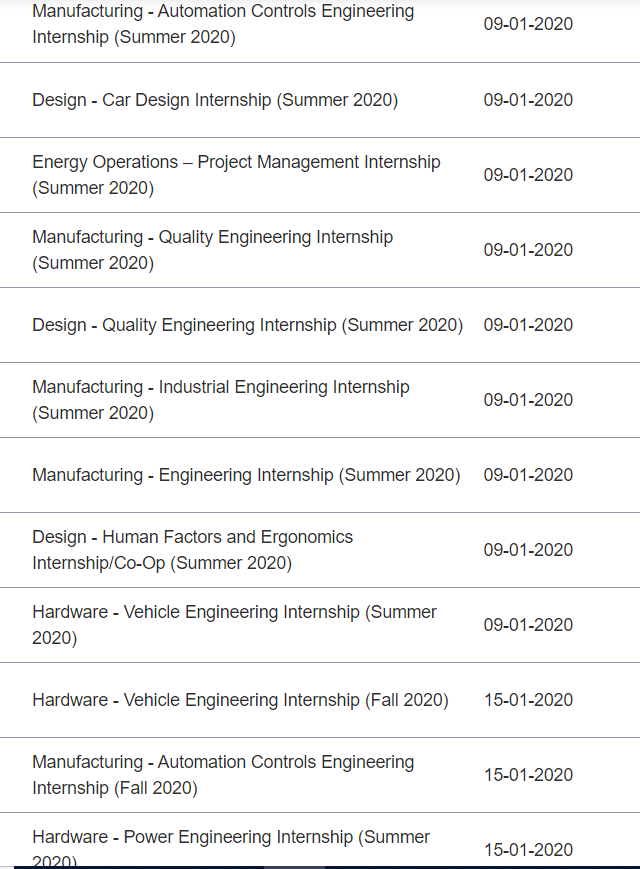 Manufacturing - Automation Controls Engineering
Internship (Summer 2020)
09-01-2020
Design - Car Design Internship (Summer 2020)
09-01-2020
Energy Operations – Project Management Internship
(Summer 2020)
09-01-2020
Manufacturing - Quality Engineering Internship
(Summer 2020)
09-01-2020
Design - Quality Engineering Internship (Summer 2020)
09-01-2020
Manufacturing - Industrial Engineering Internship
(Summer 2020)
09-01-2020
Manufacturing - Engineering Internship (Summer 2020)
09-01-2020
Design - Human Factors and Ergonomics
Internship/Co-Op (Summer 2020)
09-01-2020
Hardware - Vehicle Engineering Internship (Summer
2020)
09-01-2020
Hardware - Vehicle Engineering Internship (Fall 2020)
15-01-2020
Manufacturing - Automation Controls Engineering
Internship (Fall 2020)
15-01-2020
Hardware - Power Engineering Internship (Summer
2020)
15-01-2020